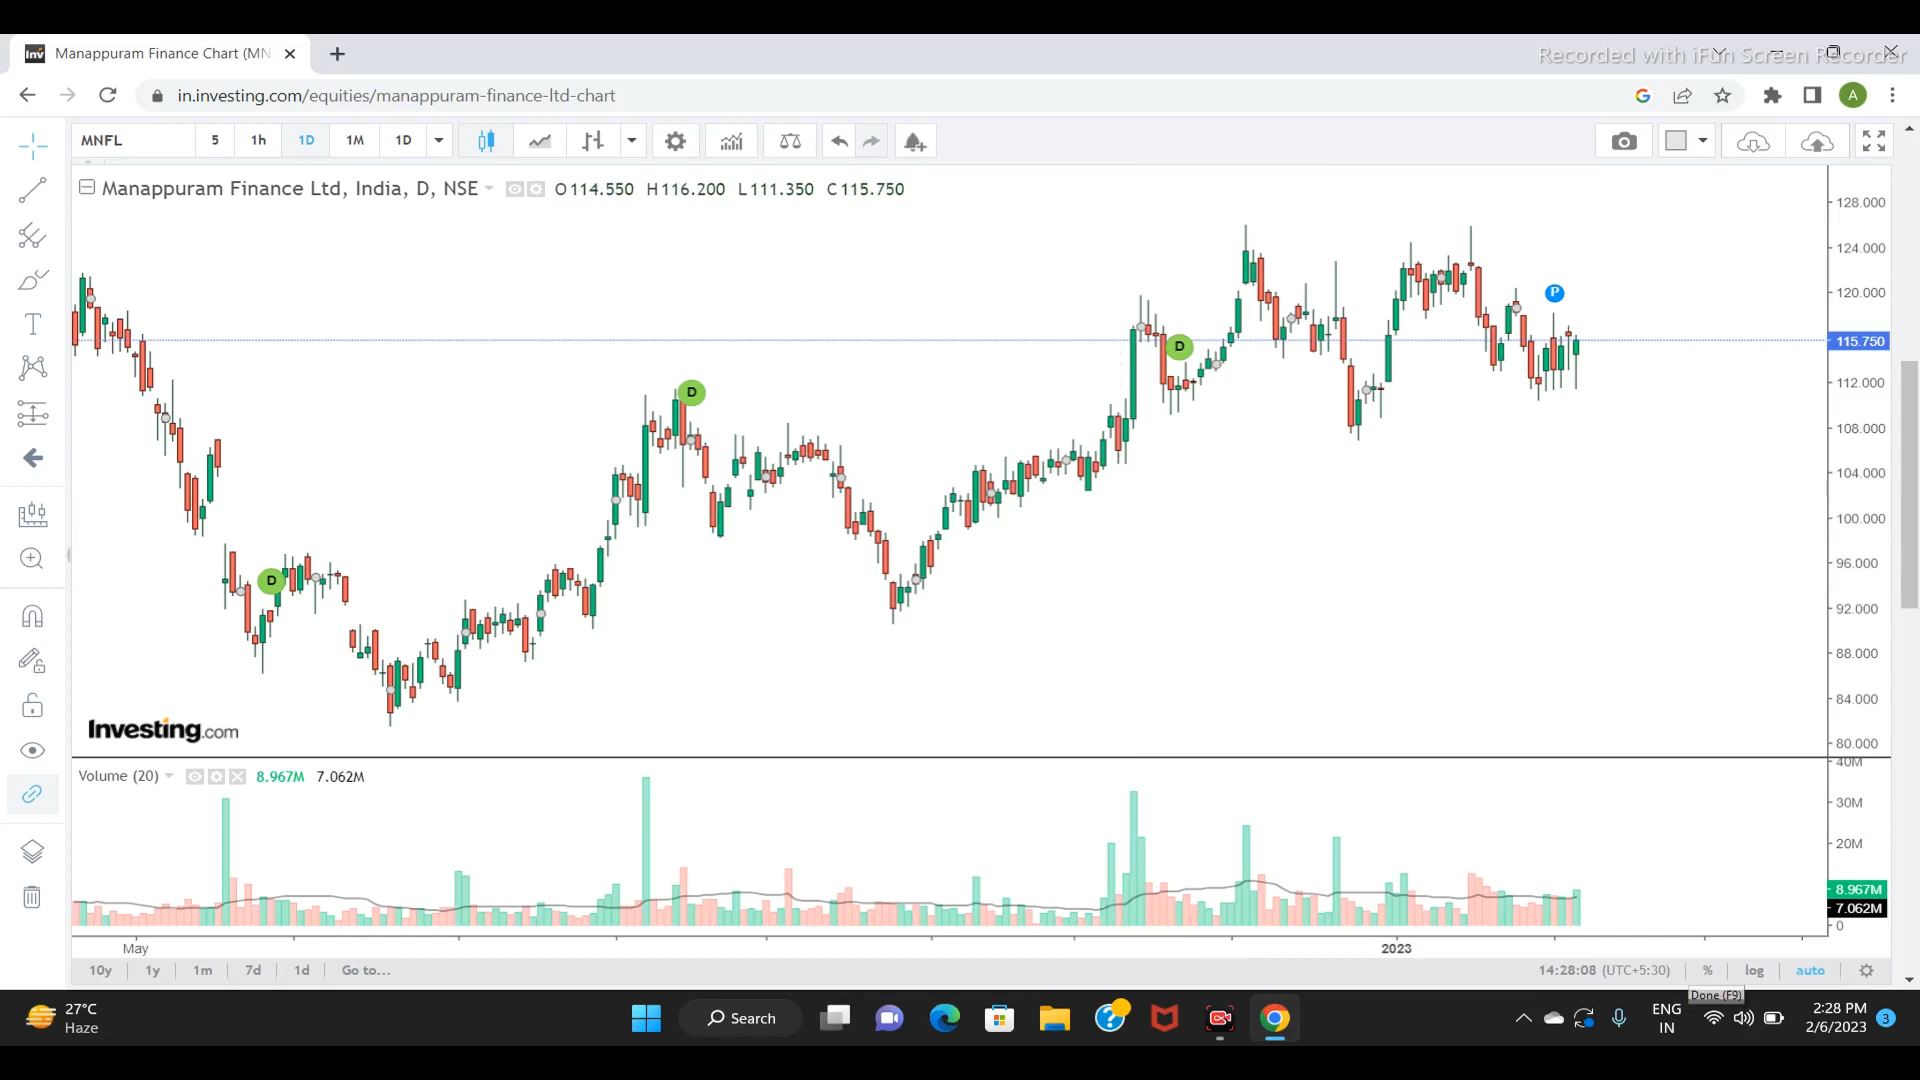 Manappuram Finance Chart (MN
Recorded with iFun Screen Recorder
in.investing.com/equities/manappuram-finance-ltd-chart
A
MNFL 5 1h 1D 1M 1D
Manappuram Finance Ltd, India, D, NSE O114.550 H116.200 L111.350 C115.750
128.000
124.000
120.000
115.750
112.000
108.000
104.000
100.000
96.000
92.000
88.000
84.000
80.000
P
D
D
D
Investing.com
Volume (20) 8.967M 7.062M
40M
30M
20M
8.967M
7.062M
0
May 2023
10y 1y 1m 7d 1d Go to... 14:28:08 (UTC+5:30) % log auto
Done (F9)
27°C
Haze
Search
ENG
IN
2:28 PM
2/6/2023
3